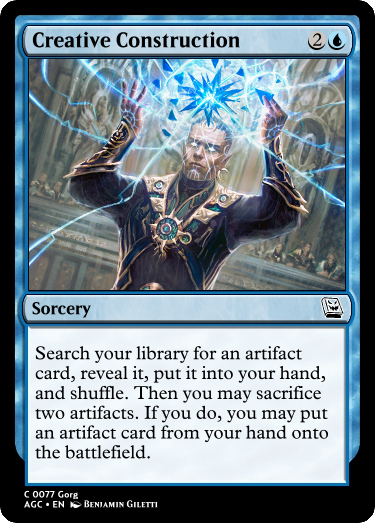 Creative Construction 2
Sorcery
Search your library for an artifact
card, reveal it, put it into your hand,
and shuffle. Then you may sacrifice
two artifacts. If you do, you may put
an artifact card from your hand onto
the battlefield.
C 0077 Gorg
AGC • EN Benjamin Giletti